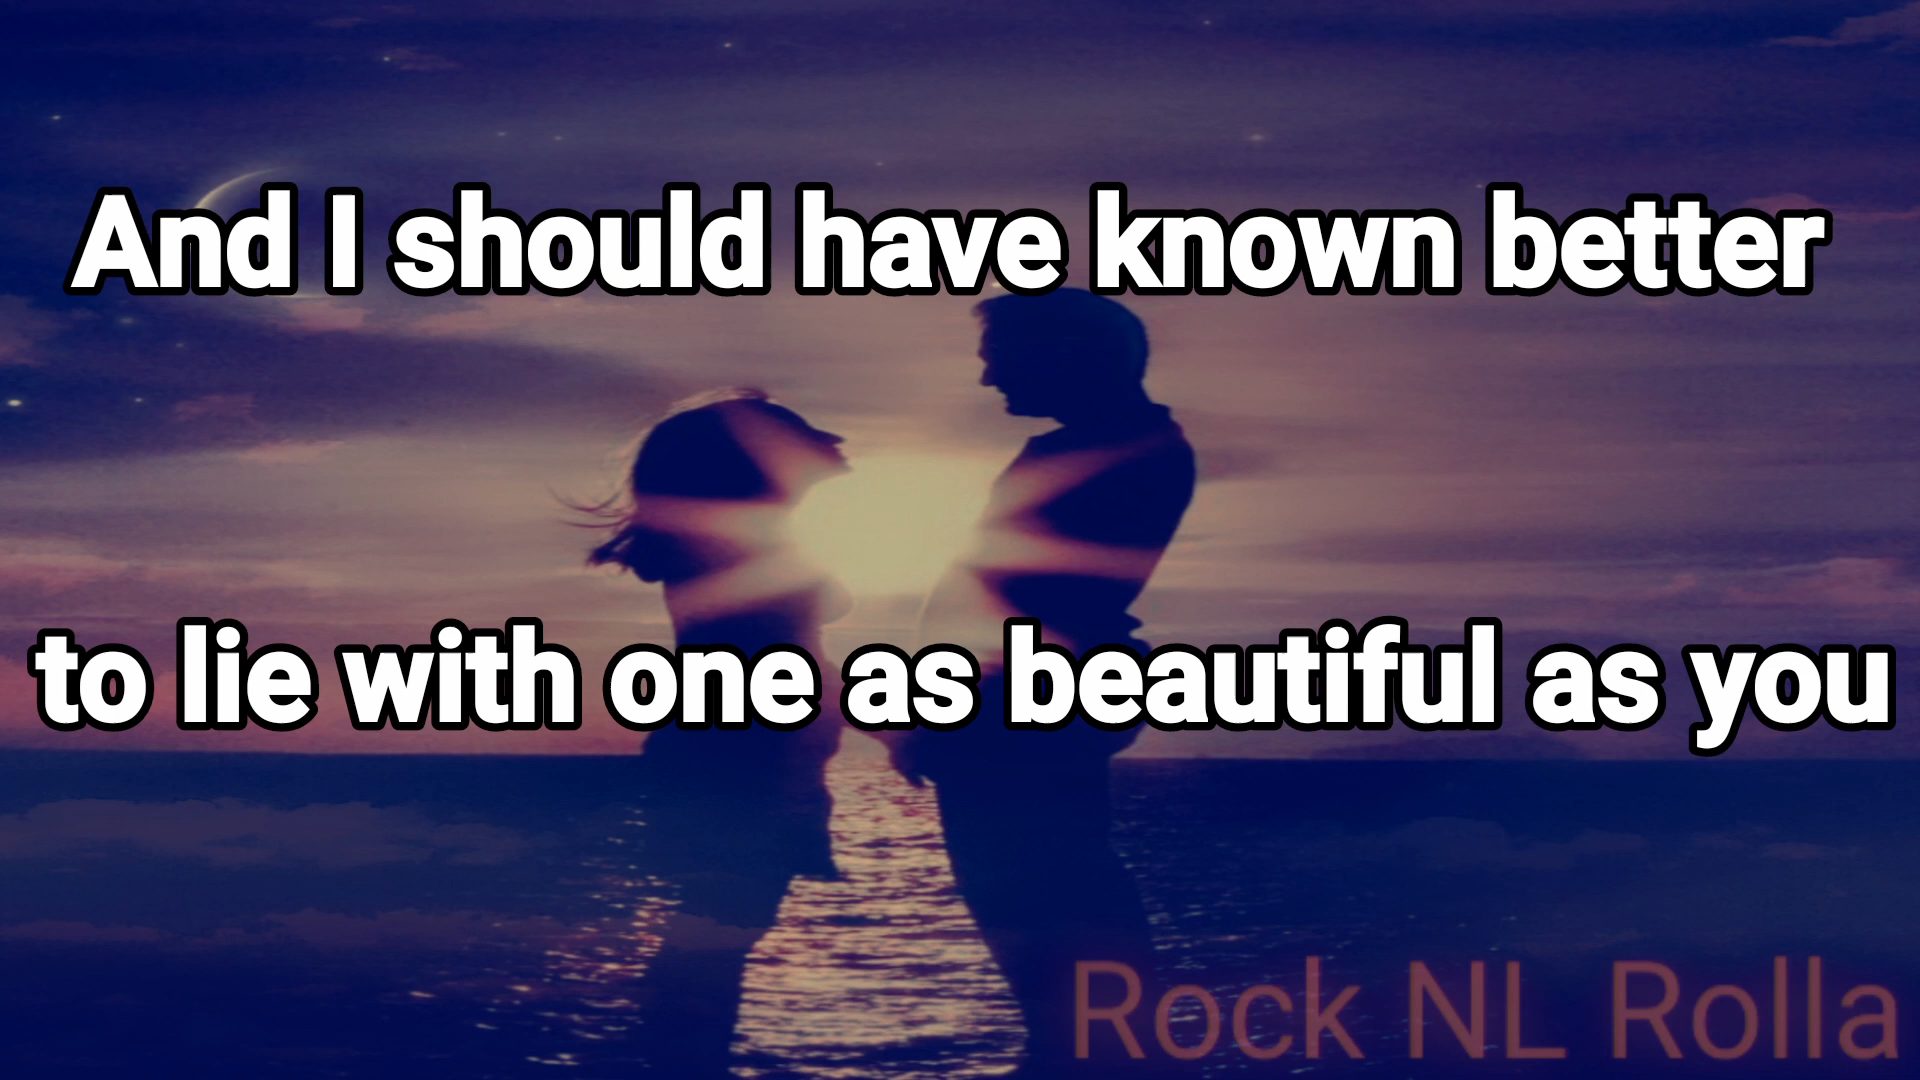 And I should have known better
to lie with one as beautiful as you
Rock NL Rolla